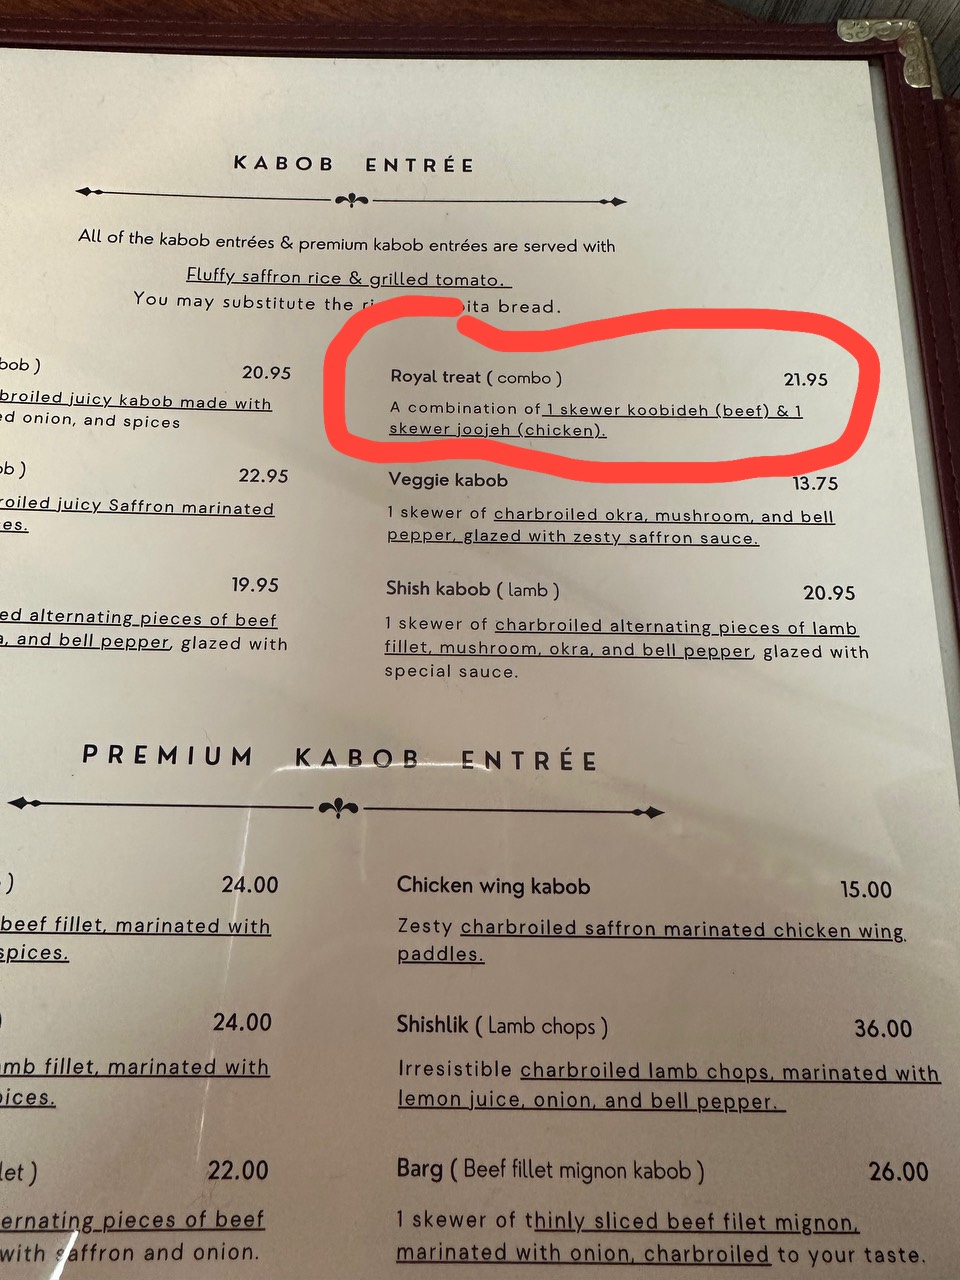 KABOB ENTRÉE
All of the kabob entrées & premium kabob entrées are served with
Fluffy saffron rice & grilled tomato.
You may substitute the bread.
20.95
broiled juicy kabob made with
onion, and spices
22.95
juicy Saffron marinated
19.95
alternating pieces of beef
and bell pepper, glazed with
Royal treat ( combo ) 21.95
A combination of 1 skewer koobideh (beef) & 1
skewer joojeh (chicken).
Veggie kabob 13.75
1 skewer of charbroiled okra, mushroom, and bell
pepper, glazed with zesty saffron sauce.
Shish kabob ( lamb ) 20.95
1 skewer of charbroiled alternating pieces of lamb
fillet, mushroom, okra, and bell pepper, glazed with
special sauce.
PREMIUM KABOB ENTRÉE
) 24.00
beef fillet, marinated with
spices.
) 24.00
fillet, marinated with
) 22.00
pieces of beef
with saffron and onion.
Chicken wing kabob 15.00
Zesty charbroiled saffron marinated chicken wing,
paddles.
Shishlik ( Lamb chops ) 36.00
Irresistible charbroiled lamb chops, marinated with
lemon juice, onion, and bell pepper.
Barg ( Beef fillet mignon kabob ) 26.00
1 skewer of thinly sliced beef filet mignon,
marinated with onion, charbroiled to your taste.